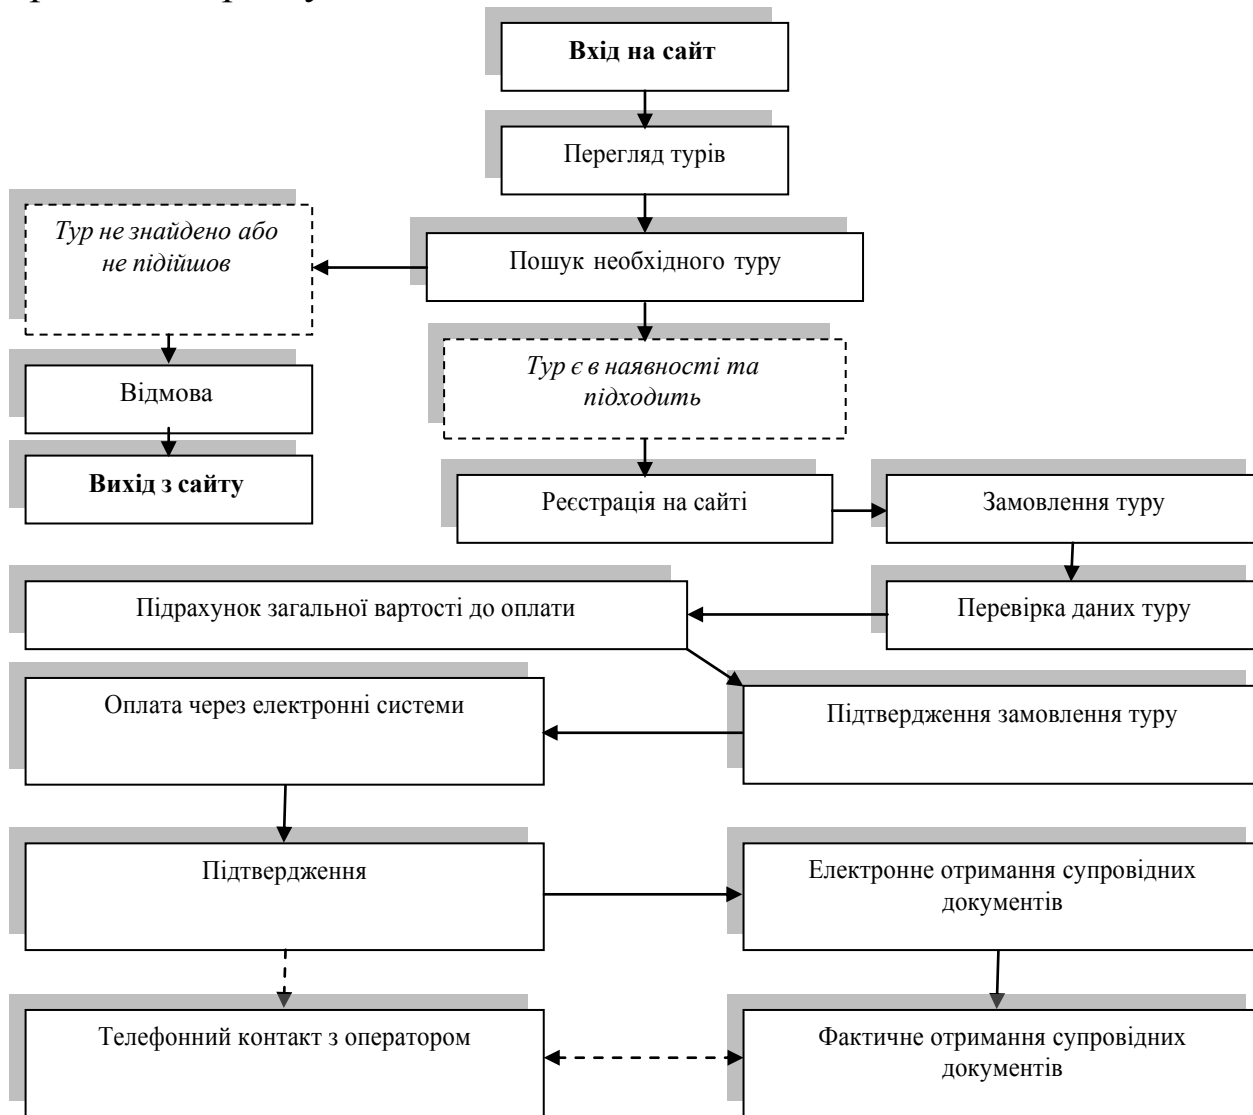 Вхід на сайт
Перегляд турів
Тур не знайдено або
не підійшов
Пошук необхідного туру
Тур є в наявності та
підходить
Відмова
Вихід з сайту
Реєстрація на сайті
Замовлення туру
Підрахунок загальної вартості до оплати
Перевірка даних туру
Оплата через електронні системи
Підтвердження замовлення туру
Підтвердження
Електронне отримання супровідних
документів
Телефонний контакт з оператором
Фактичне отримання супровідних
документів